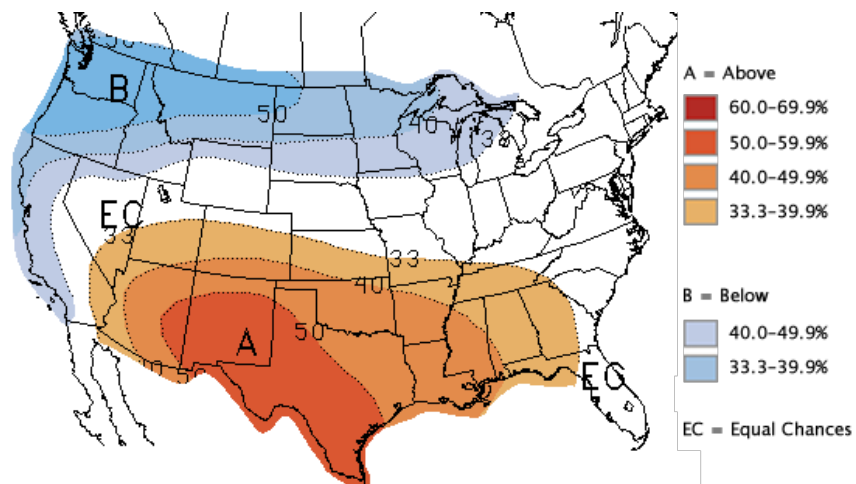 B
50
40
EC
33
33
40
50
A
EC
A = Above
60.0-69.9%
50.0-59.9%
40.0-49.9%
33.3-39.9%
B = Below
40.0-49.9%
33.3-39.9%
EC = Equal Chances